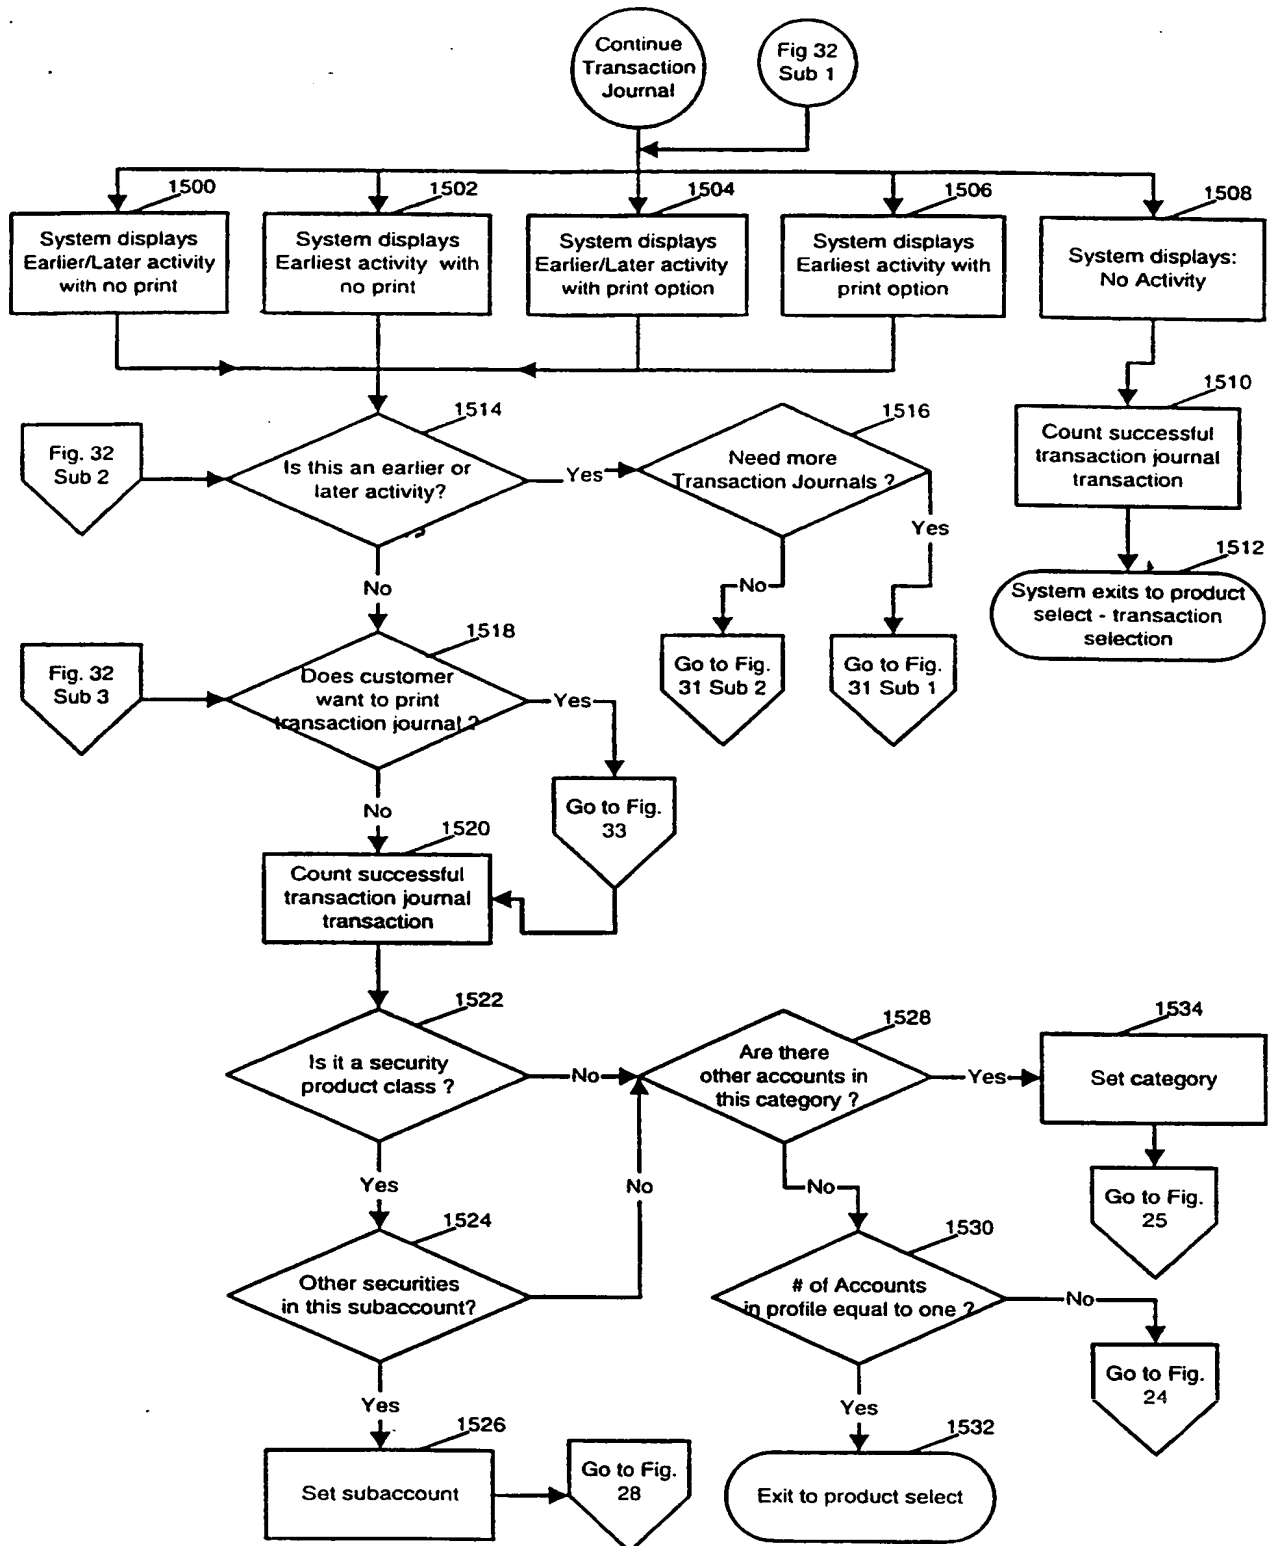 Continue
Transaction
Journal
Fig 32
Sub 1
1500
1502
1504
1506
1508
System displays
Earlier/Later activity
with no print
System displays
Earliest activity with
no print
System displays
Earlier/Later activity
with print option
System displays
Earliest activity with
print option
System displays:
No Activity
1510
Count successful
transaction journal
transaction
1512
System exits to product
select - transaction
selection
Fig. 32
Sub 2
1514
Is this an earlier or
later activity?
Yes
1516
Need more
Transaction Journals ?
Yes
No
No
Go to Fig.
31 Sub 2
Go to Fig.
31 Sub 1
Fig. 32
Sub 3
1518
Does customer
want to print
transaction journal ?
Yes
No
Go to Fig.
33
1520
Count successful
transaction journal
transaction
1522
Is it a security
product class ?
No
1528
Are there
other accounts in
this category ?
Yes
1534
Set category
Go to Fig.
25
Yes
No
No
1524
Other securities
in this subaccount?
1530
# of Accounts
in profile equal to one ?
No
Go to Fig.
24
Yes
Yes
1526
Set subaccount
Go to Fig.
28
1532
Exit to product select